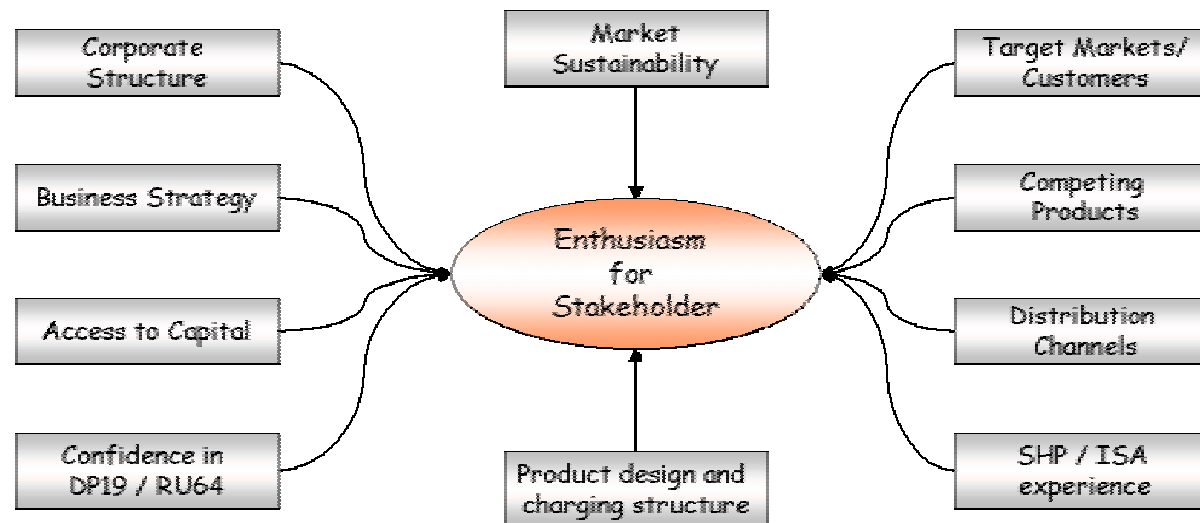 Corporate
Structure
Market
Sustainability
Target Markets/
Customers
Business Strategy
Competing
Products
Enthusiasm
for
Stakeholder
Access to Capital
Distribution
Channels
Confidence in
DP19 / RU64
Product design and
charging structure
SHP / ISA
experience